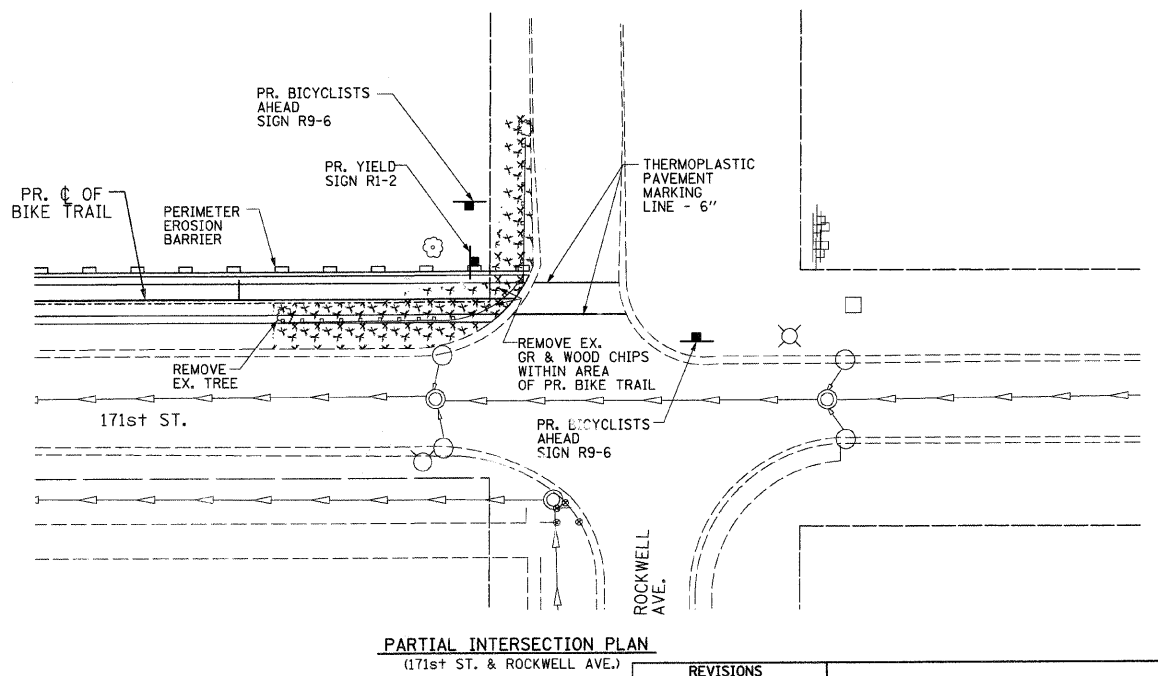 PR. BICYCLISTS
AHEAD
SIGN R9-6
PR. YIELD
SIGN R1-2
THERMOPLASTIC
PAVEMENT
MARKING
LINE - 6"
PR. ℄ OF
BIKE TRAIL
PERIMETER
EROSION
BARRIER
REMOVE
EX. TREE
REMOVE EX.
GR & WOOD CHIPS
WITHIN AREA
OF PR. BIKE TRAIL
171st ST.
PR. BICYCLISTS
AHEAD
SIGN R9-6
ROCKWELL
AVE.
PARTIAL INTERSECTION PLAN
(171st ST. & ROCKWELL AVE.)
REVISIONS